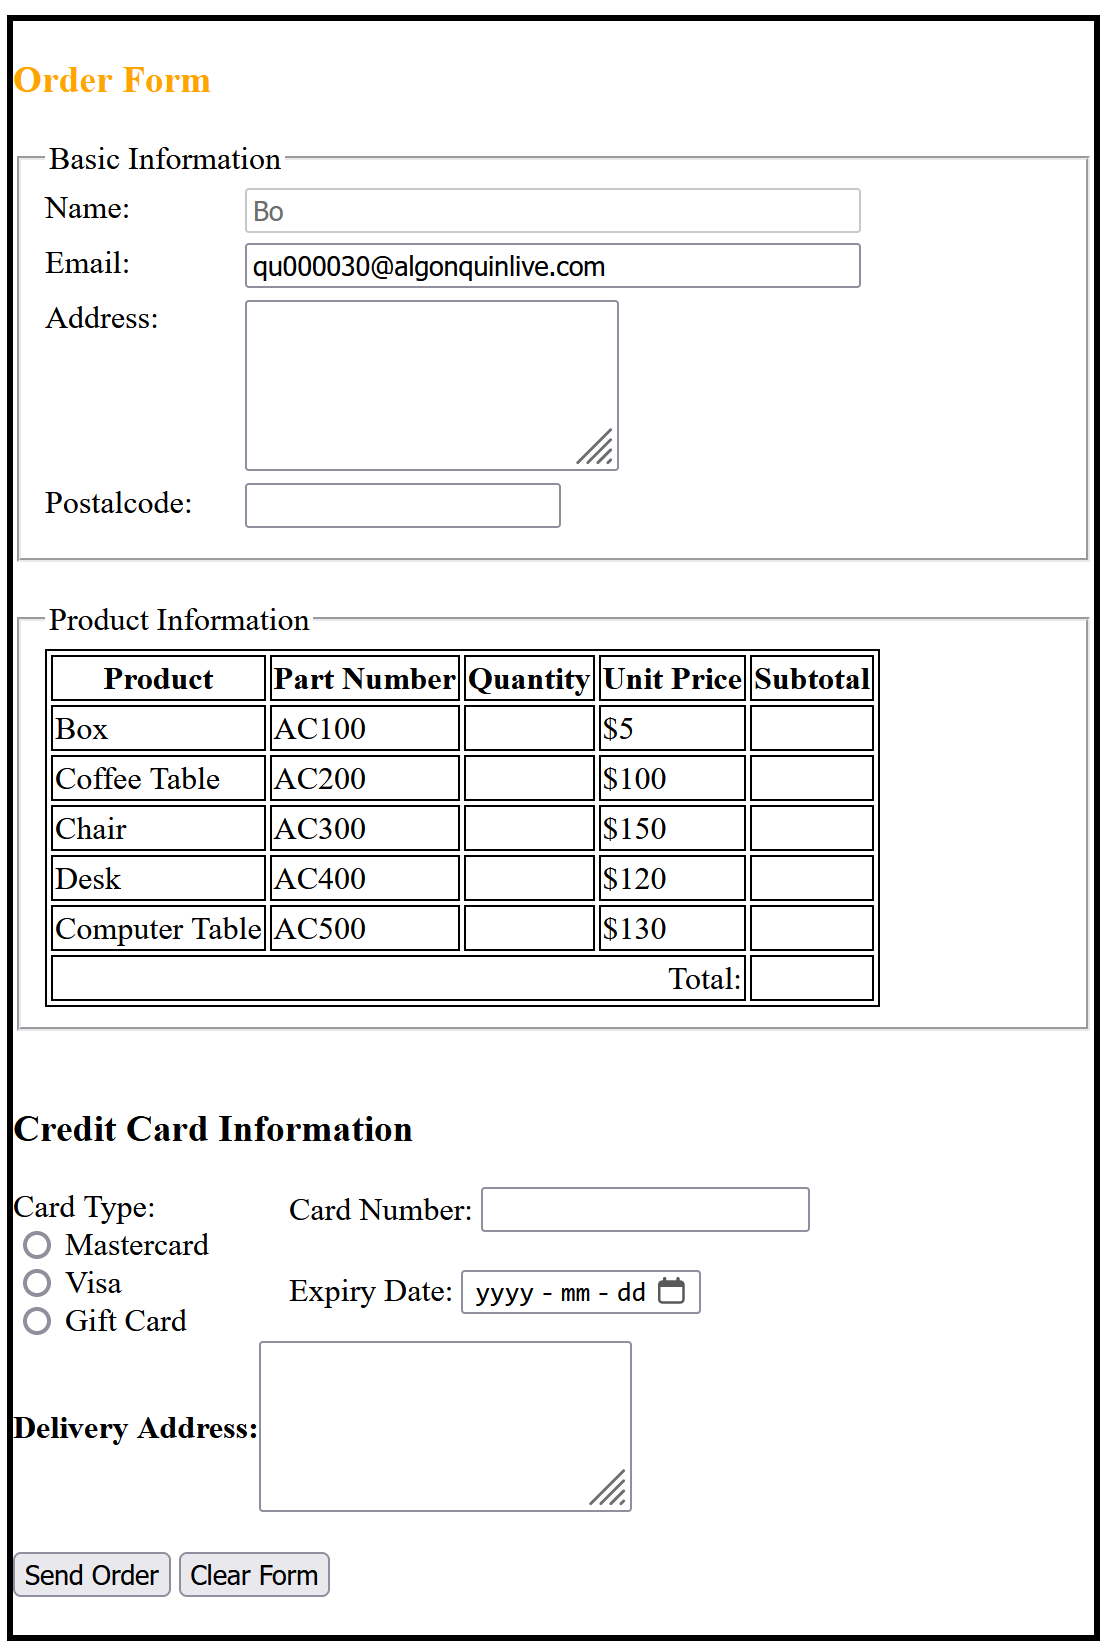 Order Form
Basic Information
Name: Bo
Email: qu000030@algonquinlive.com
Address:
Postalcode:
Product Information
Product Part Number Quantity Unit Price Subtotal
Box AC100 $5
Coffee Table AC200 $100
Chair AC300 $150
Desk AC400 $120
Computer Table AC500 $130
Total:
Credit Card Information
Card Type: Card Number:
Mastercard
Visa Expiry Date: yyyy - mm - dd
Gift Card
Delivery Address:
Send Order Clear Form